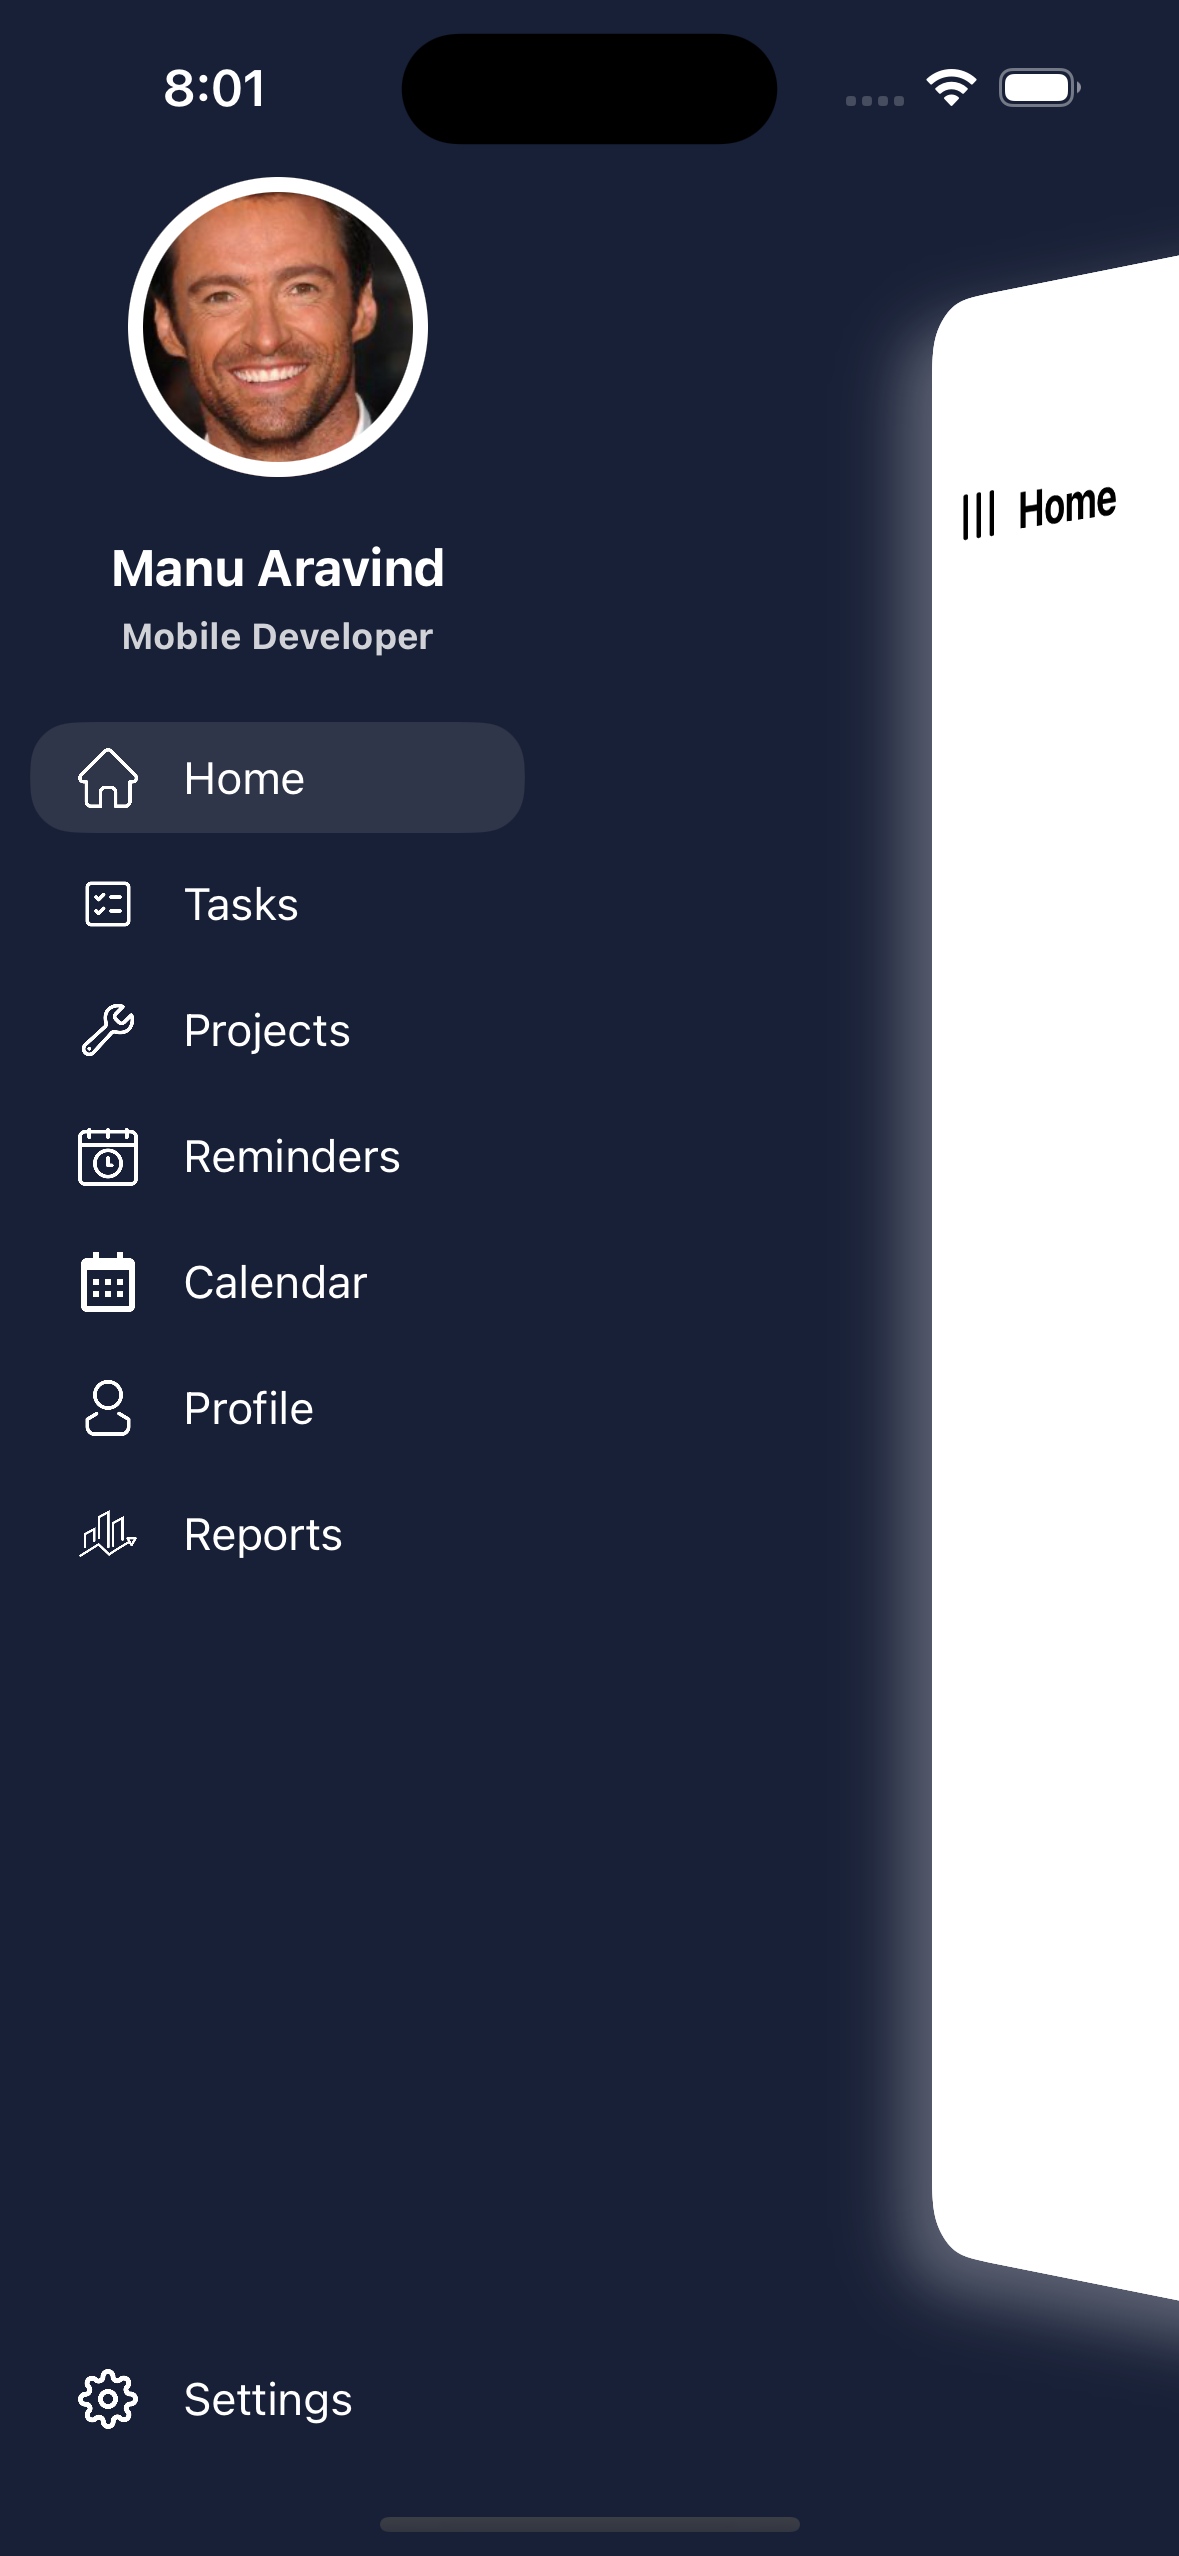 8:01
Manu Aravind
Mobile Developer
Home
Home
Tasks
Projects
Reminders
Calendar
Profile
Reports
Settings